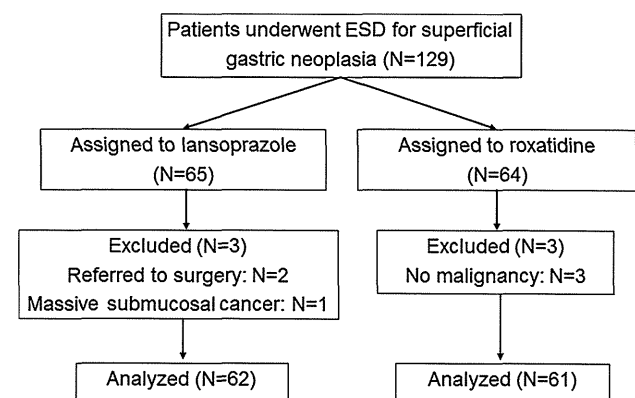 Patients underwent ESD for superficial
gastric neoplasia (N=129)
Assigned to lansoprazole
(N=65)
Assigned to roxatidine
(N=64)
Excluded (N=3)
Referred to surgery: N=2
Massive submucosal cancer: N=1
Excluded (N=3)
No malignancy: N=3
Analyzed (N=62)
Analyzed (N=61)